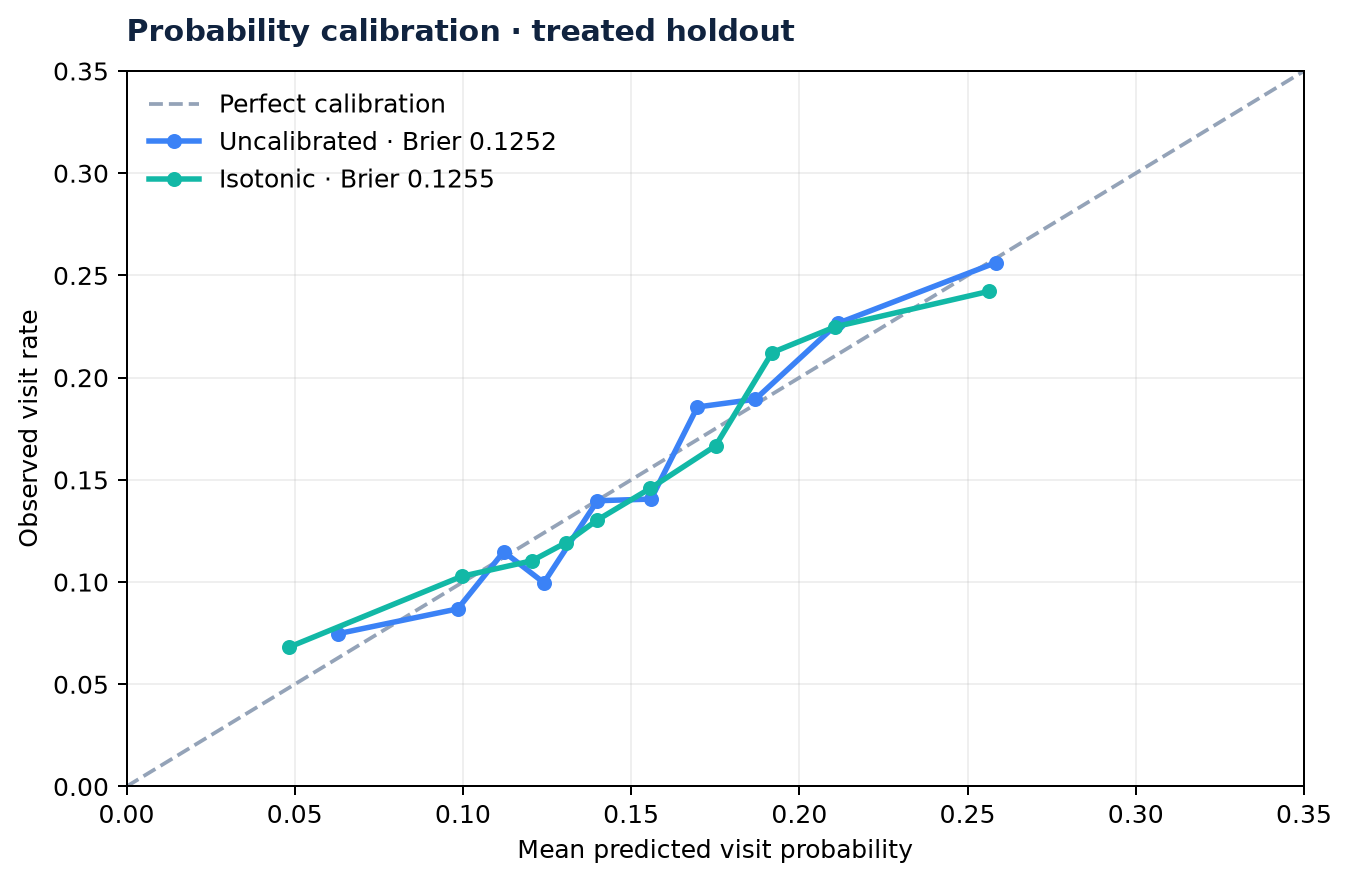 Probability calibration · treated holdout
0.35
0.30
0.25
0.20
0.15
0.10
0.05
0.00
Observed visit rate
Perfect calibration
Uncalibrated · Brier 0.1252
Isotonic · Brier 0.1255
0.00 0.05 0.10 0.15 0.20 0.25 0.30 0.35
Mean predicted visit probability